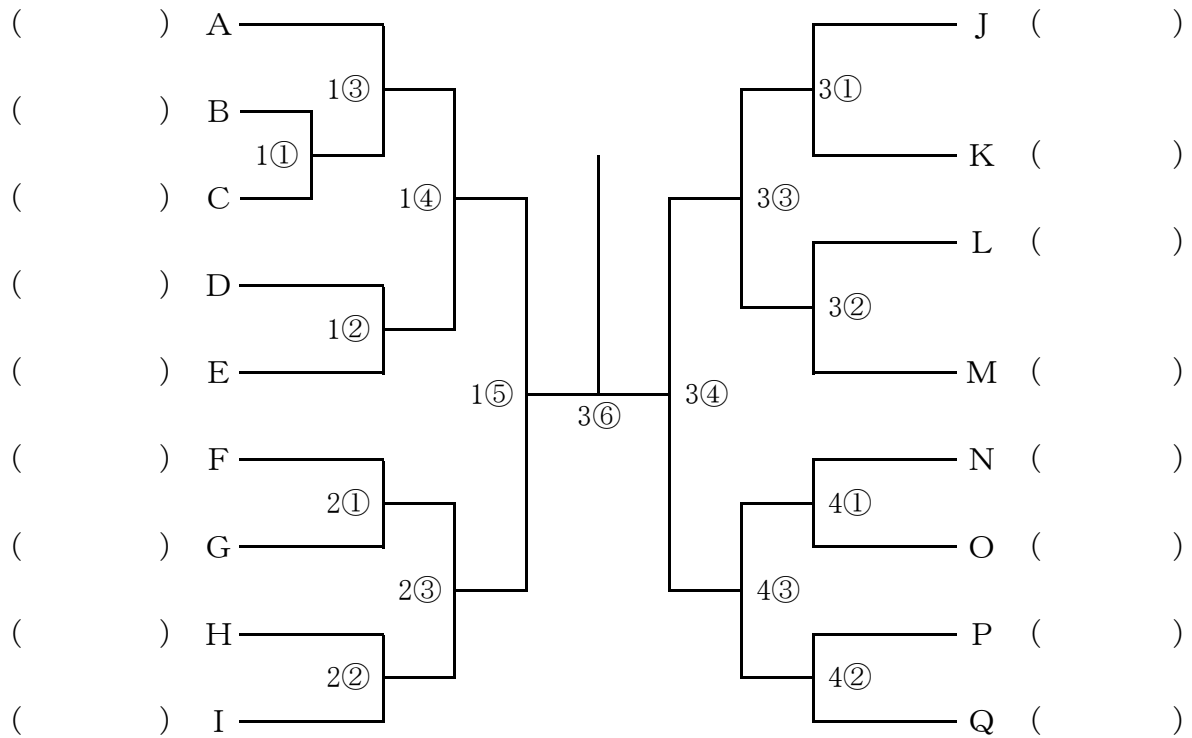 (　　　) A
J (　　　)
1③
3①
(　　　) B
1①
K (　　　)
(　　　) C
1④
3③
L (　　　)
(　　　) D
1②
3②
(　　　) E
M (　　　)
1⑤
3⑥
3④
(　　　) F
N (　　　)
2①
4①
(　　　) G
O (　　　)
2③
4③
(　　　) H
P (　　　)
2②
4②
(　　　) I
Q (　　　)